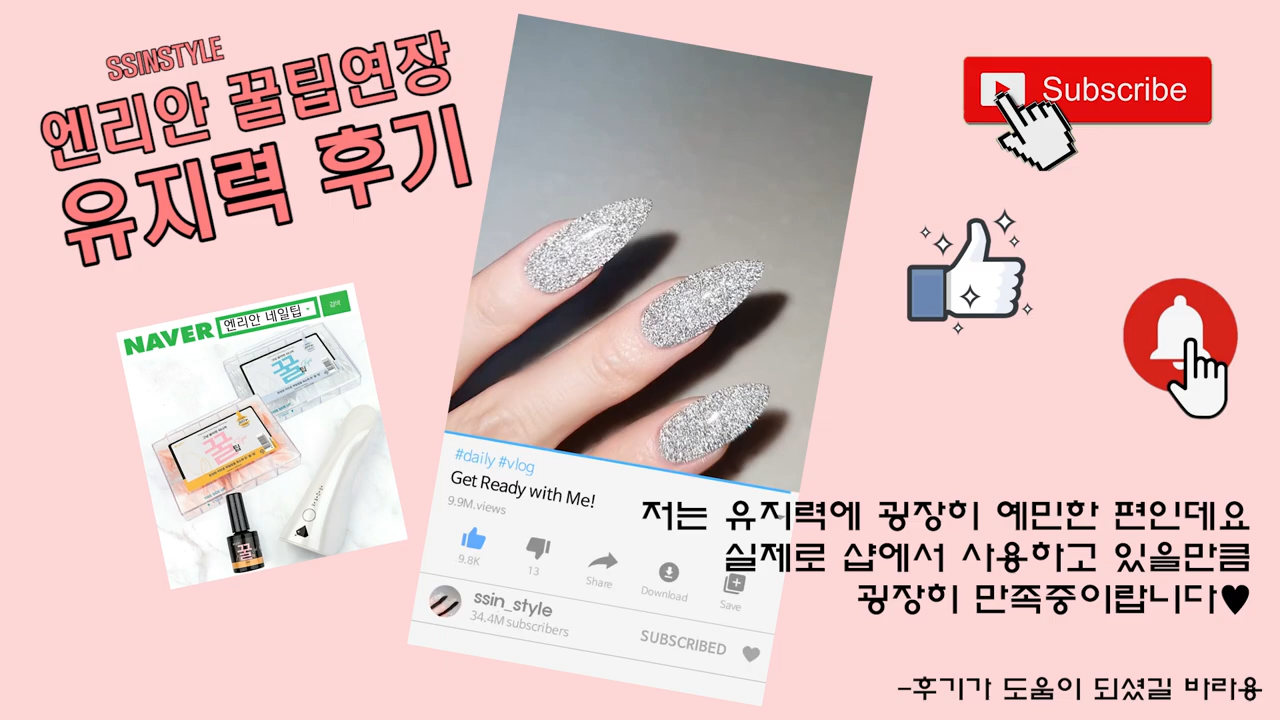 SSINSTYLE
엔리안 꿀팁연장
유지력 후기
Subscribe
NAVER 엔리안 네일팁 검색
꿀팁
꿀팁
꿀
#daily #vlog
Get Ready with Me!
9.9M.views
9.8K 13 Share Download Save
ssin_style
34.4M subscribers
SUBSCRIBED
저는 유지력에 굉장히 예민한 편인데요
실제로 샵에서 사용하고 있을만큼
굉장히 만족중이랍니다♥
-후기가 도움이 되셨길 바라용